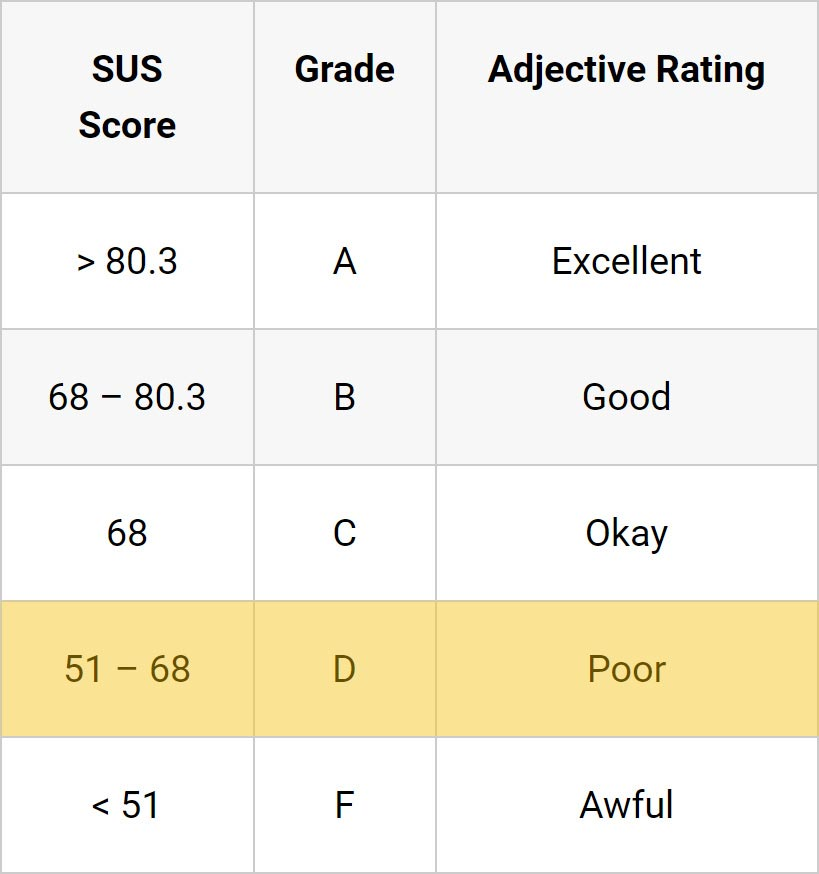 SUS Grade Adjective Rating
Score
> 80.3 A Excellent
68 – 80.3 B Good
68 C Okay
51 – 68 D Poor
< 51 F Awful